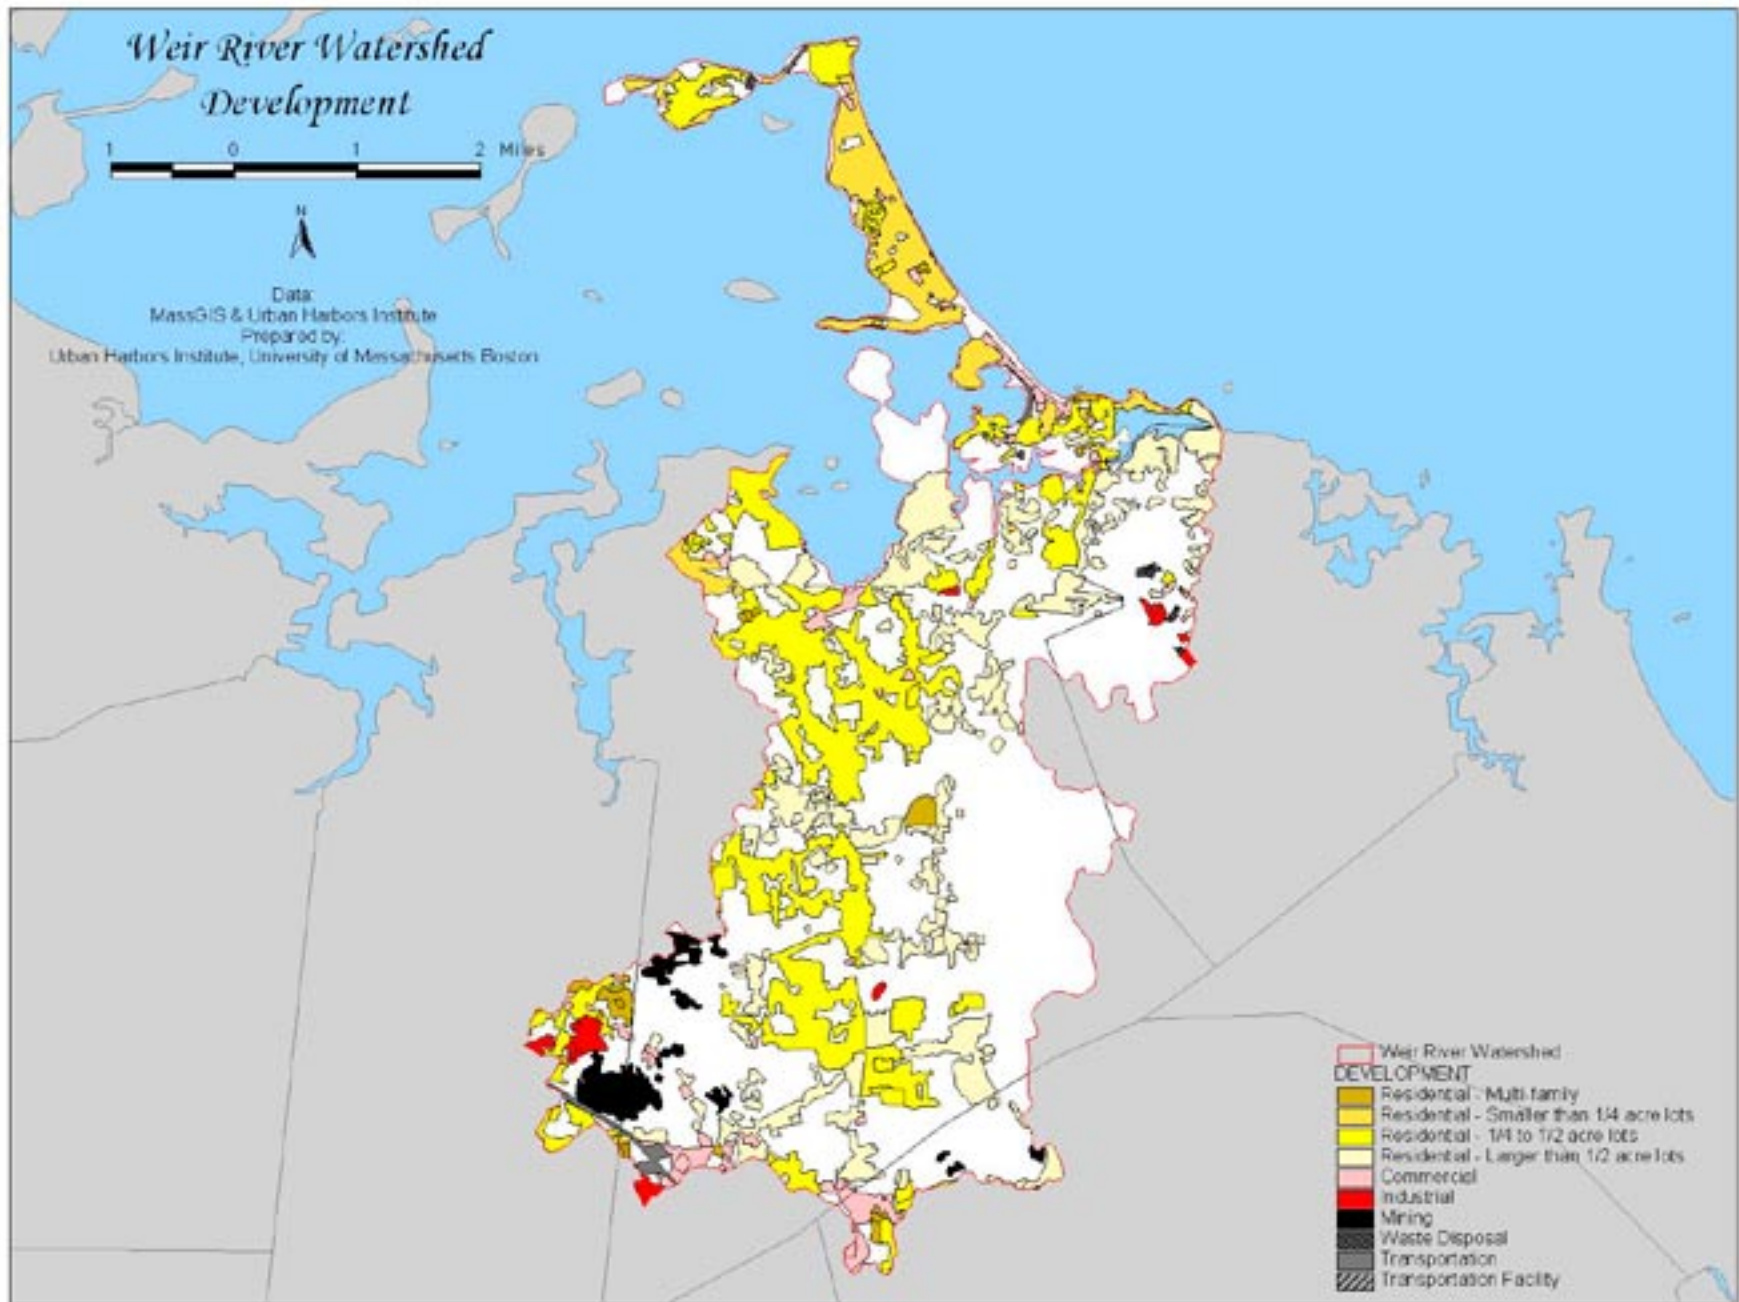 Weir River Watershed
Development
1 0 1 2 Miles
N
Data:
MassGIS & Urban Harbors Institute
Prepared by:
Urban Harbors Institute, University of Massachusetts Boston
Weir River Watershed
DEVELOPMENT
Residential - Multi-family
Residential - Smaller than 1/4 acre lots
Residential - 1/4 to 1/2 acre lots
Residential - Larger than 1/2 acre lots
Commercial
Industrial
Mining
Waste Disposal
Transportation
Transportation Facility